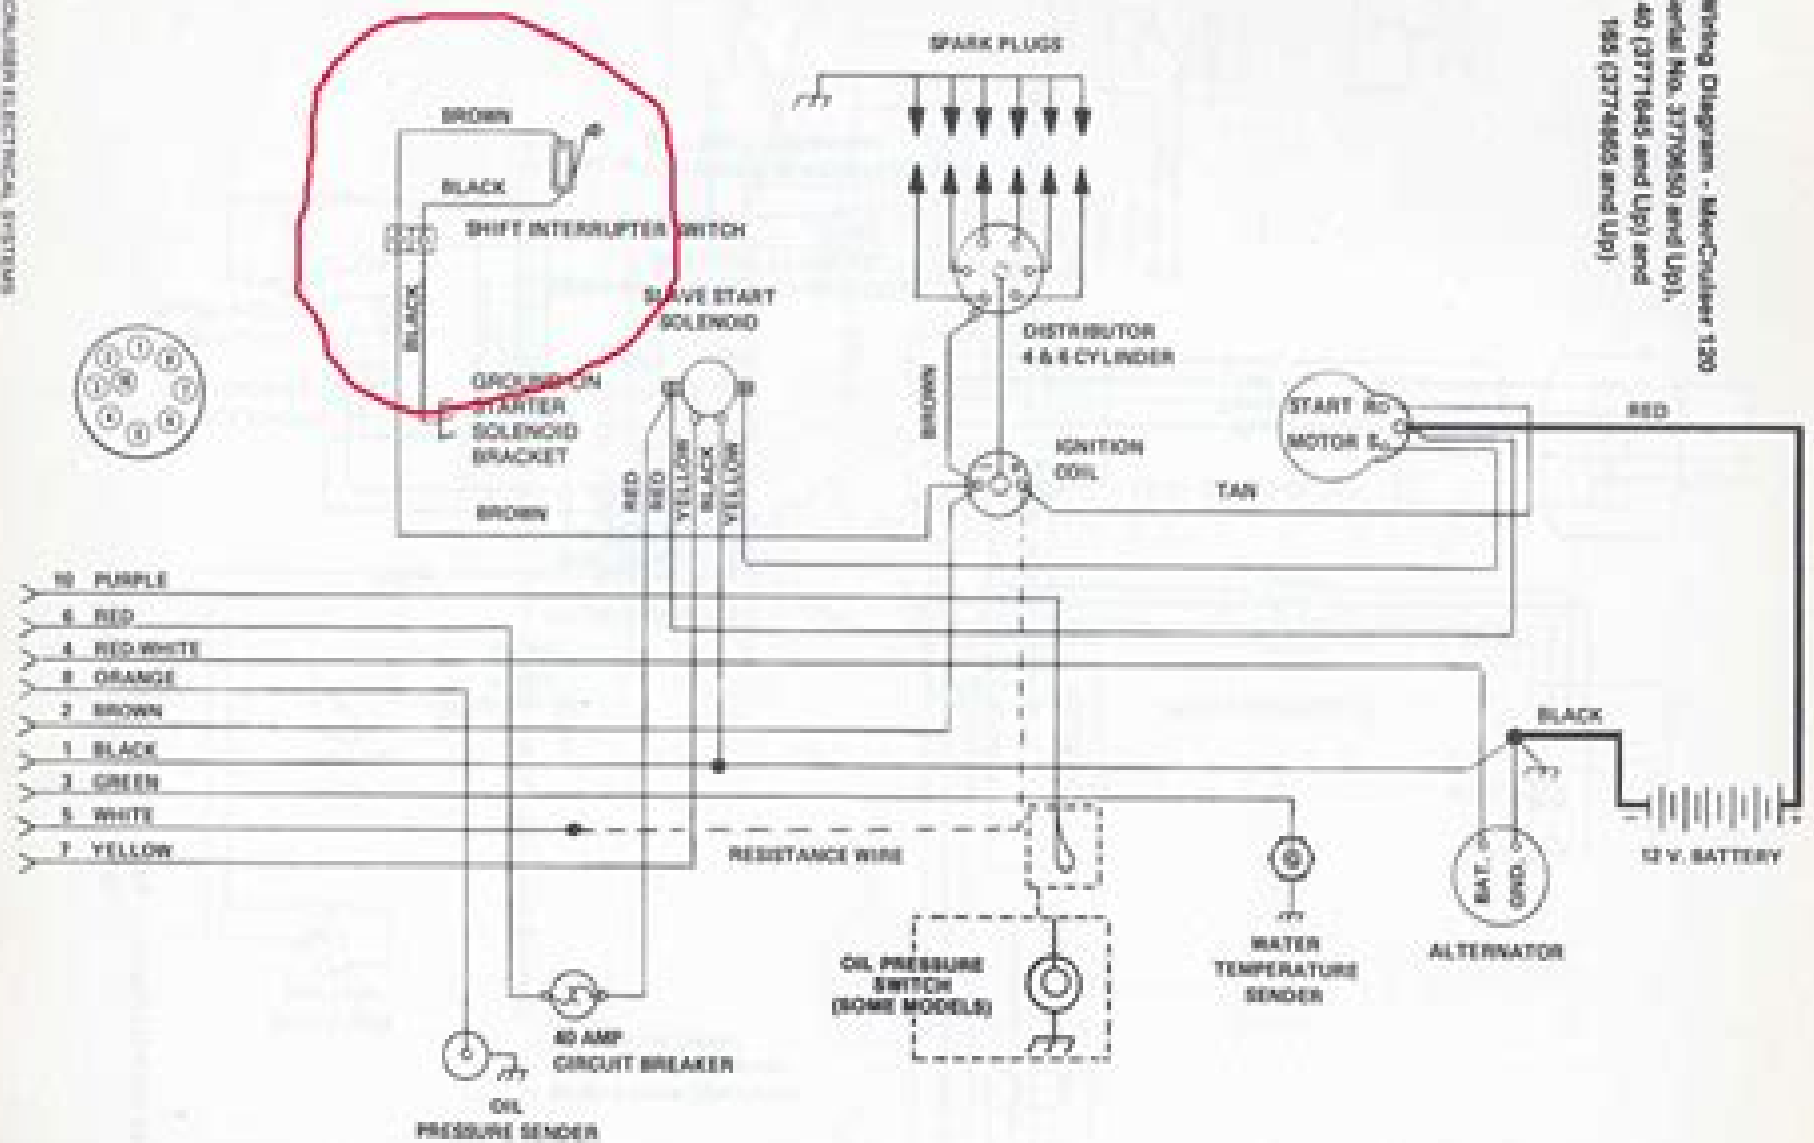 Wiring Diagram - MerCruiser 120
Serial No. 3770650 and Up),
40 (3771645 and Up) and
165 (3774665 and Up)
CRUISER ELECTRICAL SYSTEMS
SPARK PLUGS
BROWN
BLACK
SHIFT INTERRUPTER SWITCH
BLACK
SLAVE START
SOLENOID
DISTRIBUTOR
4 & 6 CYLINDER
GROUND ON
STARTER
SOLENOID
BRACKET
BROWN
RED
RED
YELLOW
BLACK
YELLOW
BROWN
IGNITION
COIL
START
MOTOR
RED
TAN
10 PURPLE
6 RED
4 RED.WHITE
8 ORANGE
2 BROWN
1 BLACK
3 GREEN
5 WHITE
7 YELLOW
RESISTANCE WIRE
BLACK
12 V. BATTERY
BAT.
GND.
ALTERNATOR
WATER
TEMPERATURE
SENDER
OIL PRESSURE
SWITCH
(SOME MODELS)
40 AMP
CIRCUIT BREAKER
OIL
PRESSURE SENDER